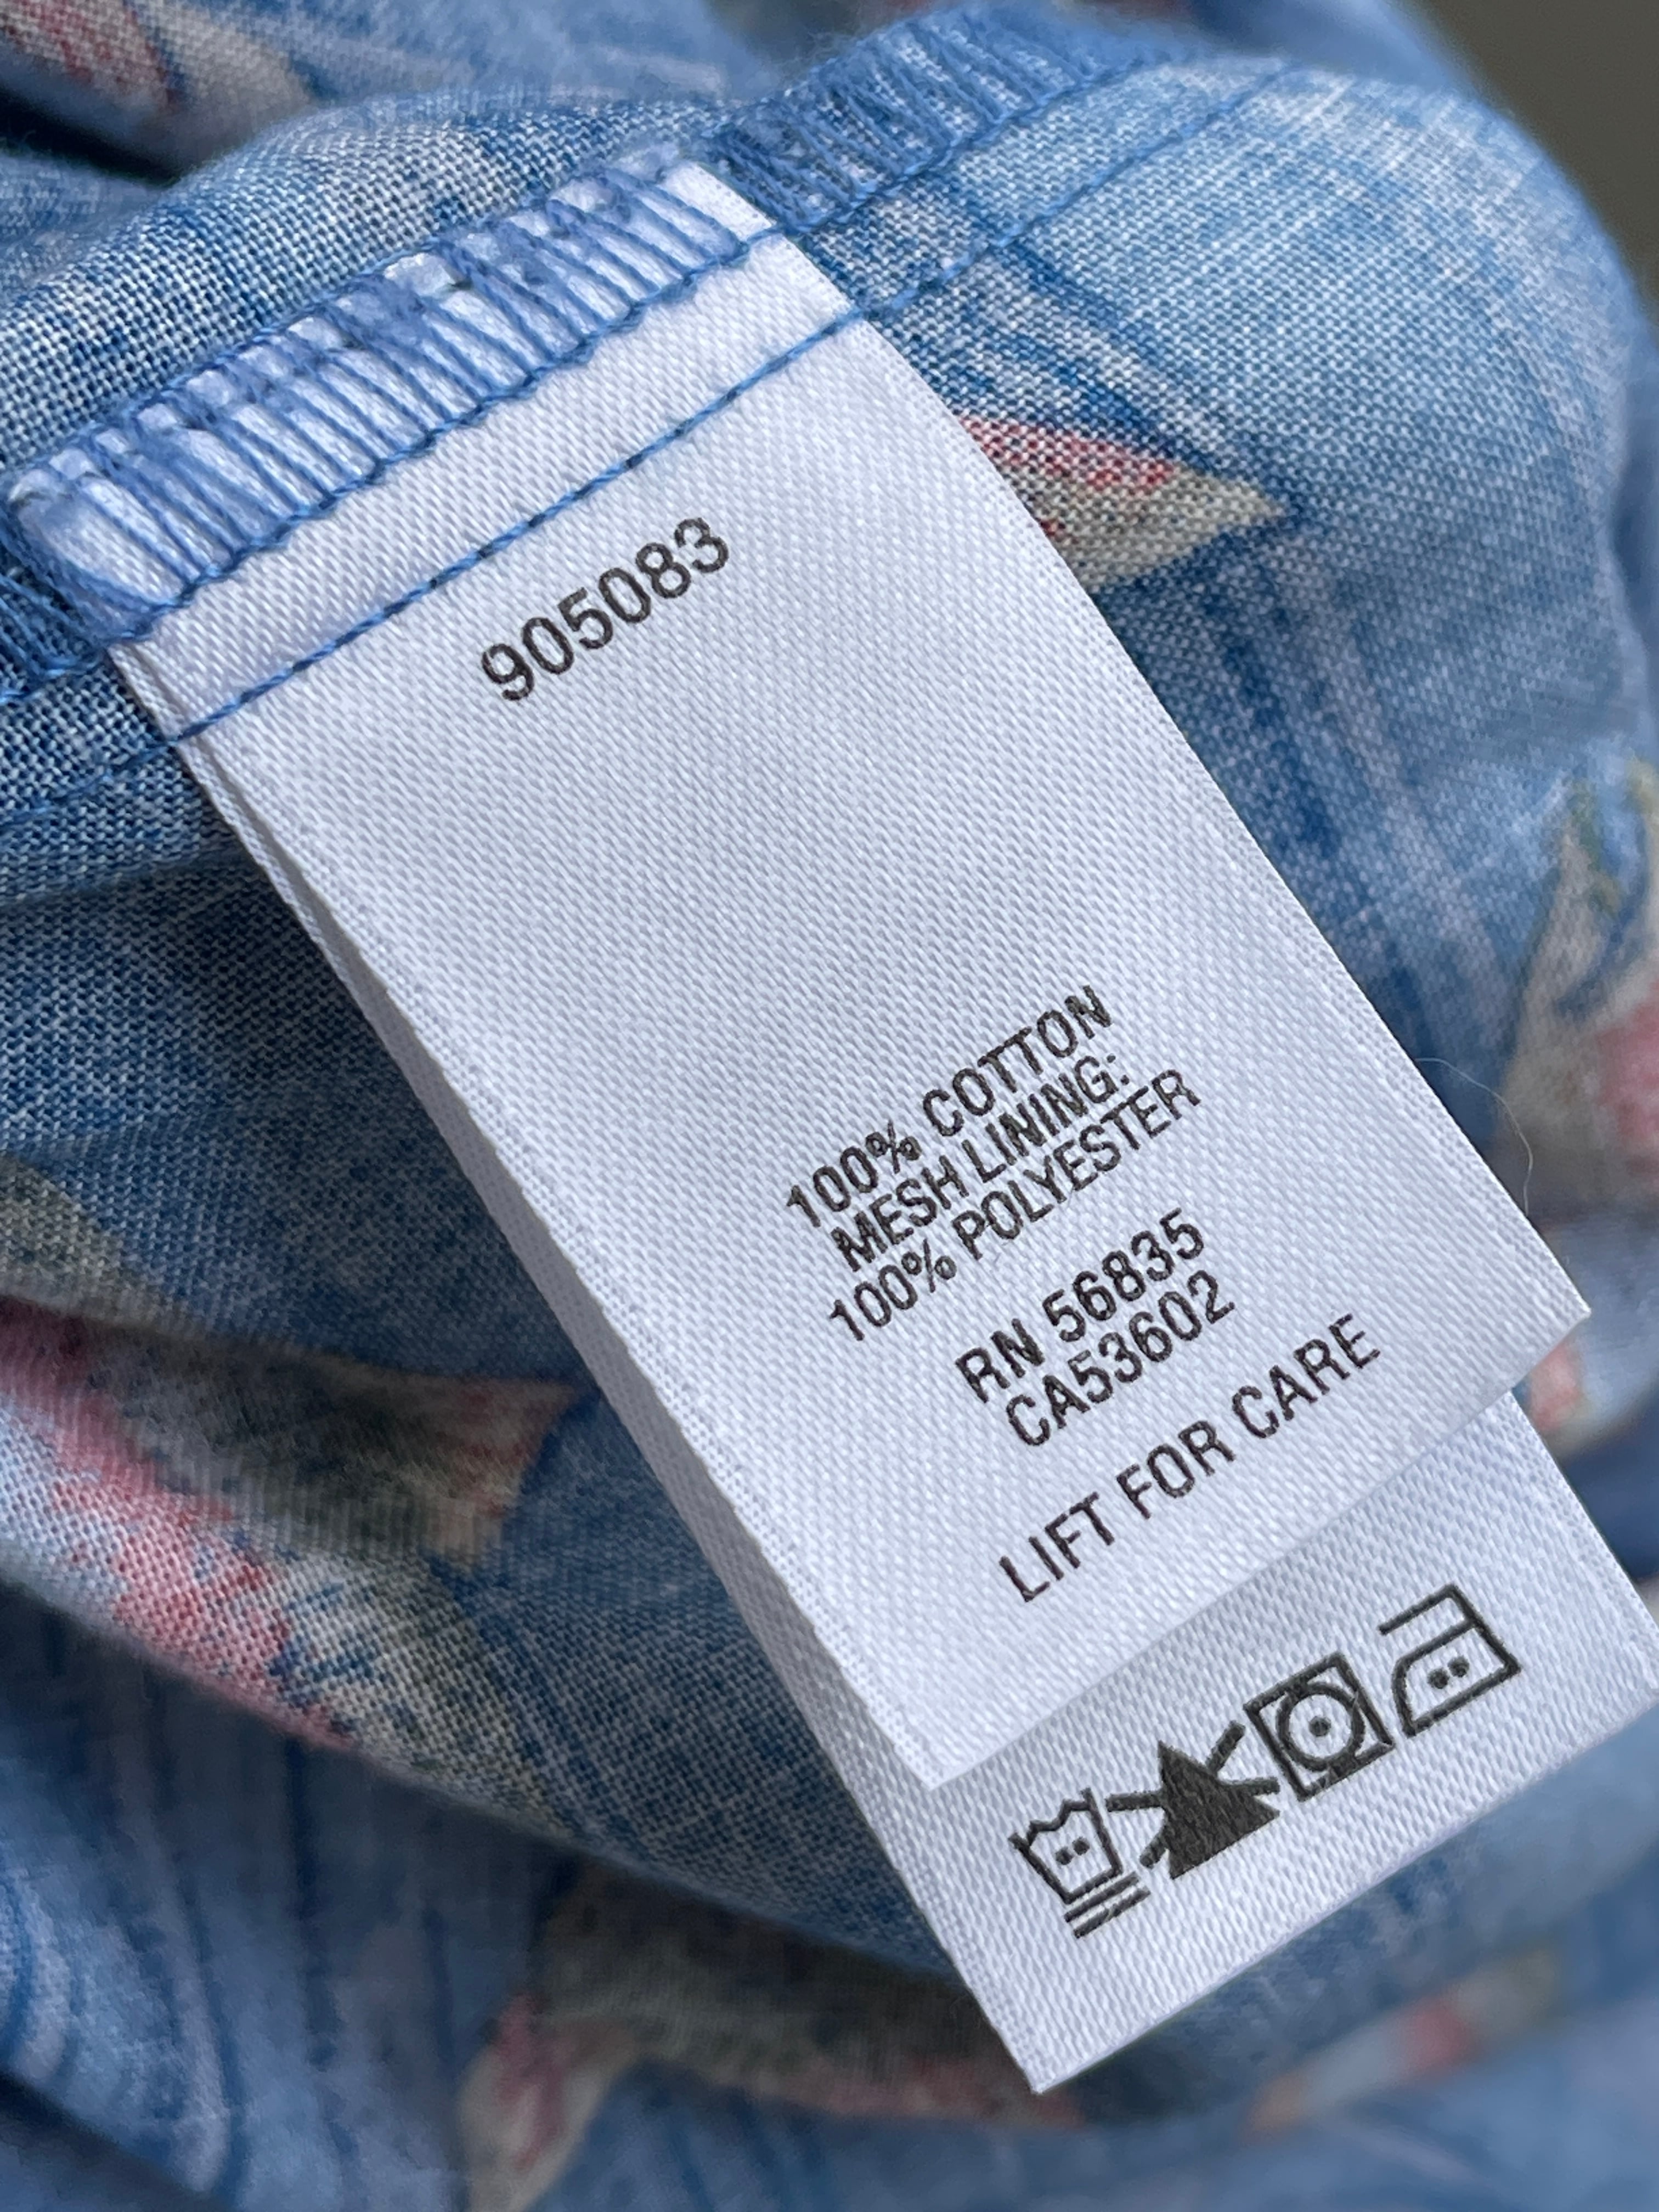 905083
100% COTTON
MESH LINING:
100% POLYESTER
RN 56835
CA53602
LIFT FOR CARE